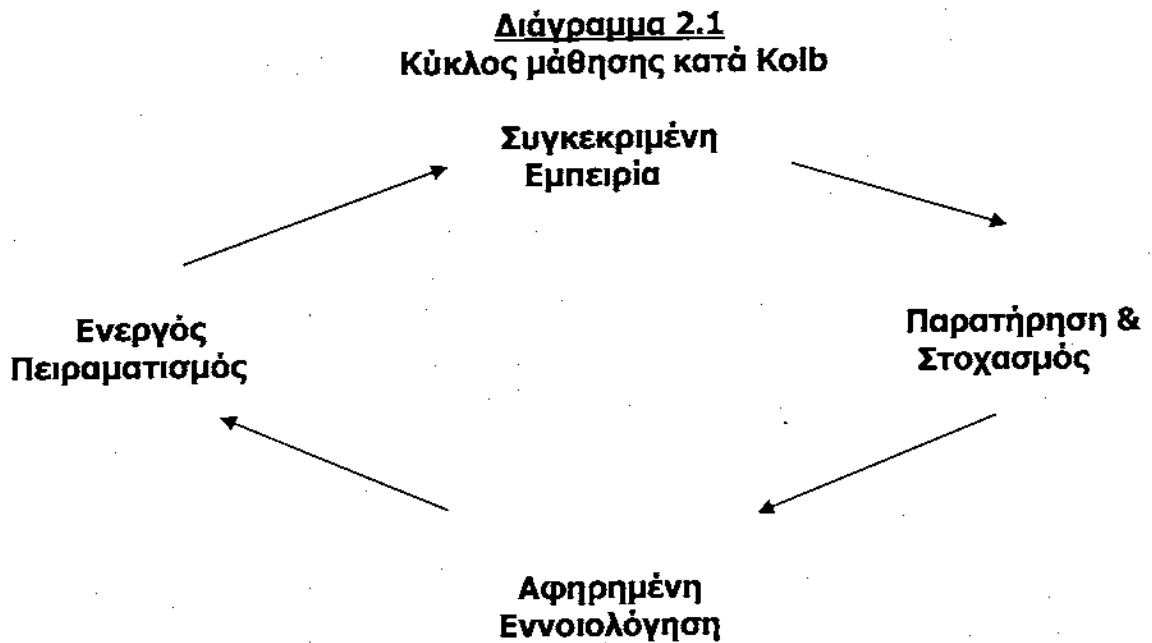 Διάγραμμα 2.1
Κύκλος μάθησης κατά Kolb
Συγκεκριμένη
Εμπειρία
Παρατήρηση &
Στοχασμός
Αφηρημένη
Εννοιολόγηση
Ενεργός
Πειραματισμός